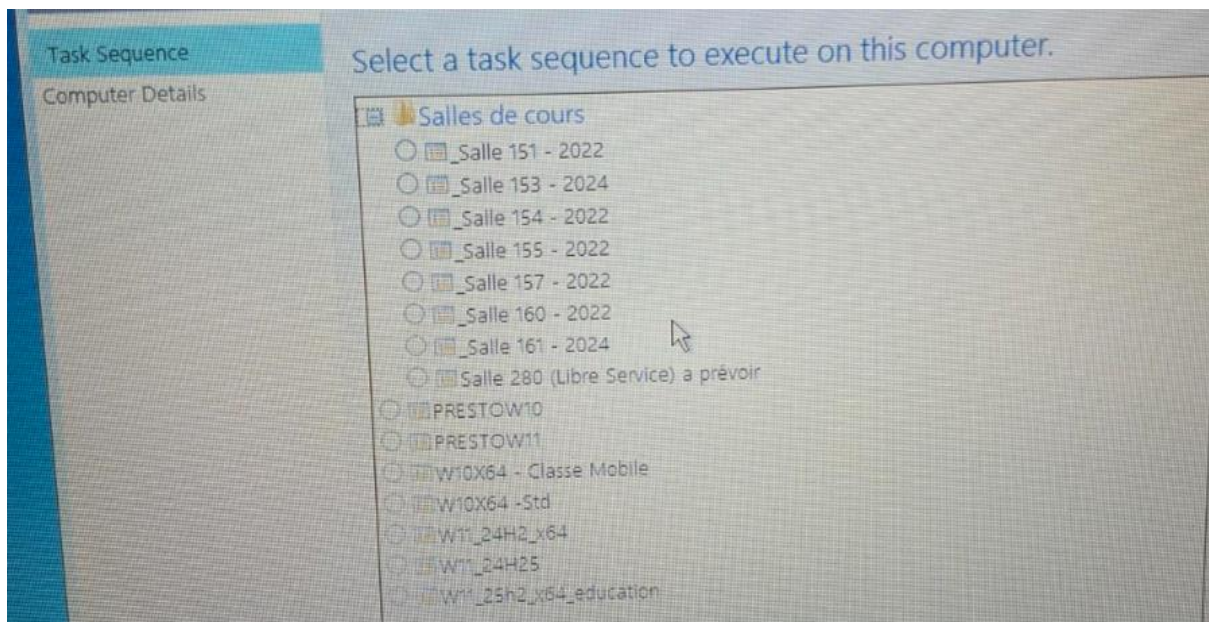 Task Sequence
Computer Details
Select a task sequence to execute on this computer.
Salles de cours
_Salle 151 - 2022
_Salle 153 - 2024
_Salle 154 - 2022
_Salle 155 - 2022
_Salle 157 - 2022
_Salle 160 - 2022
_Salle 161 - 2024
Salle 280 (Libre Service) a prévoir
PRESTOW10
PRESTOW11
W10X64 - Classe Mobile
W10X64 -Std
W11_24H2_x64
W11_24H25
W11_25h2_x64_education